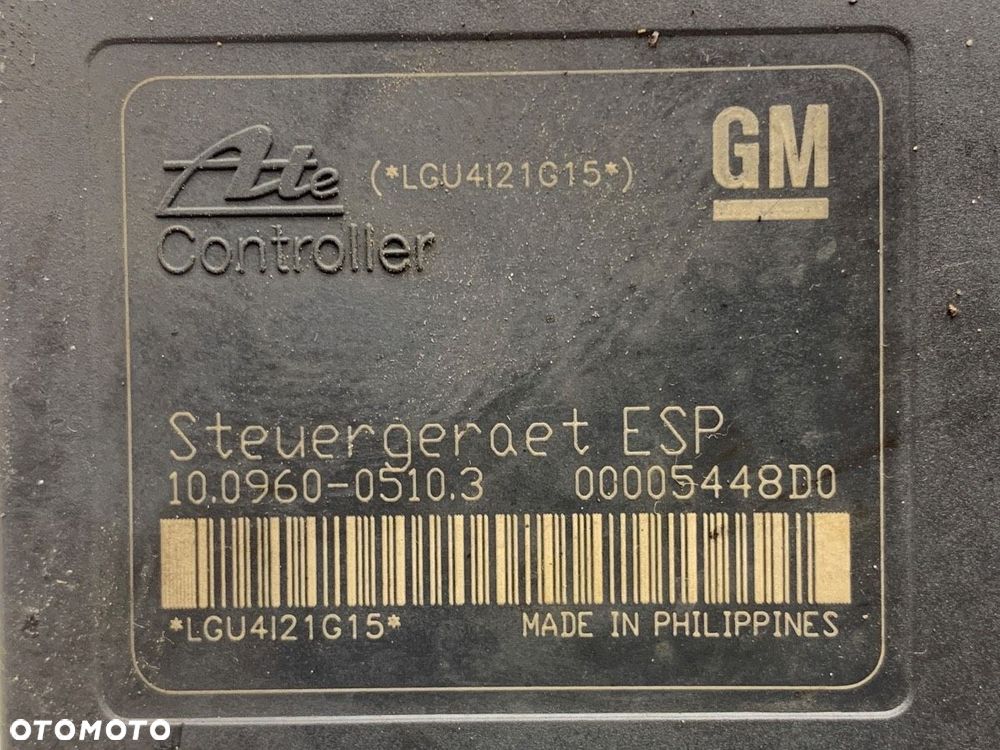 Ate (*LGU4I21G15*) GM
Controller
Steuergeraet ESP
10.0960-0510.3 00005448D0
*LGU4I21G15* MADE IN PHILIPPINES
OTOMOTO